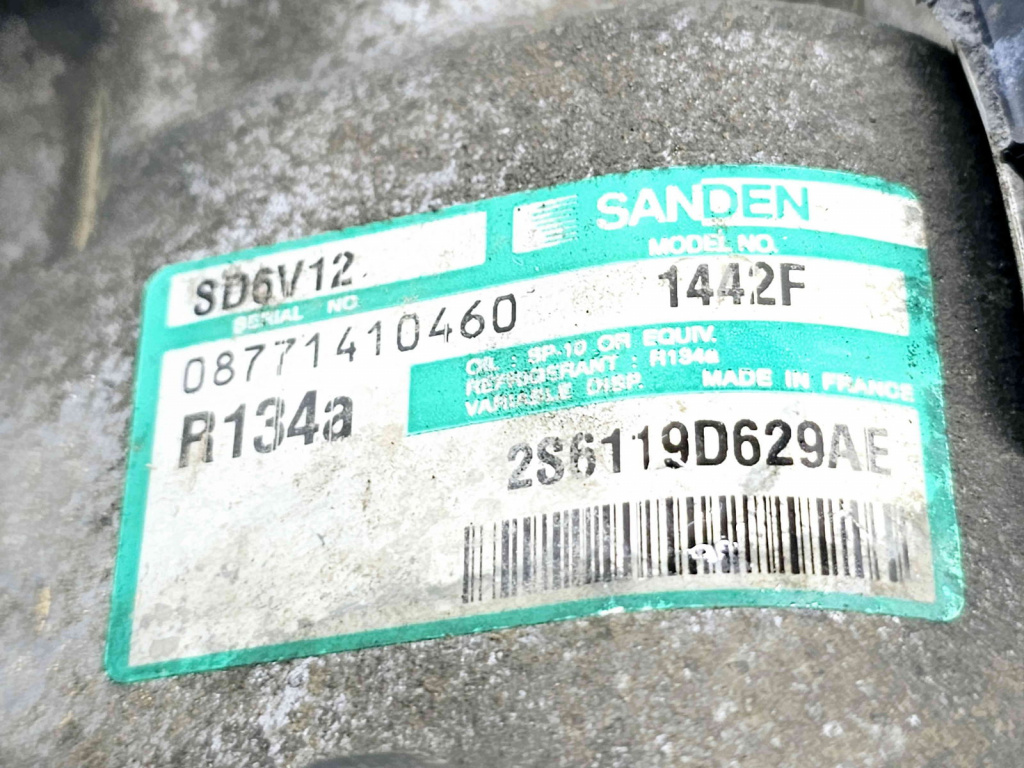 SANDEN
SD6V12
MODEL NO.
SERIAL NO.
1442F
08771410460
OIL : SP-10 OR EQUIV.
REFRIGERANT : R134a
VARIABLE DISP. MADE IN FRANCE
R134a
2S6119D629AE